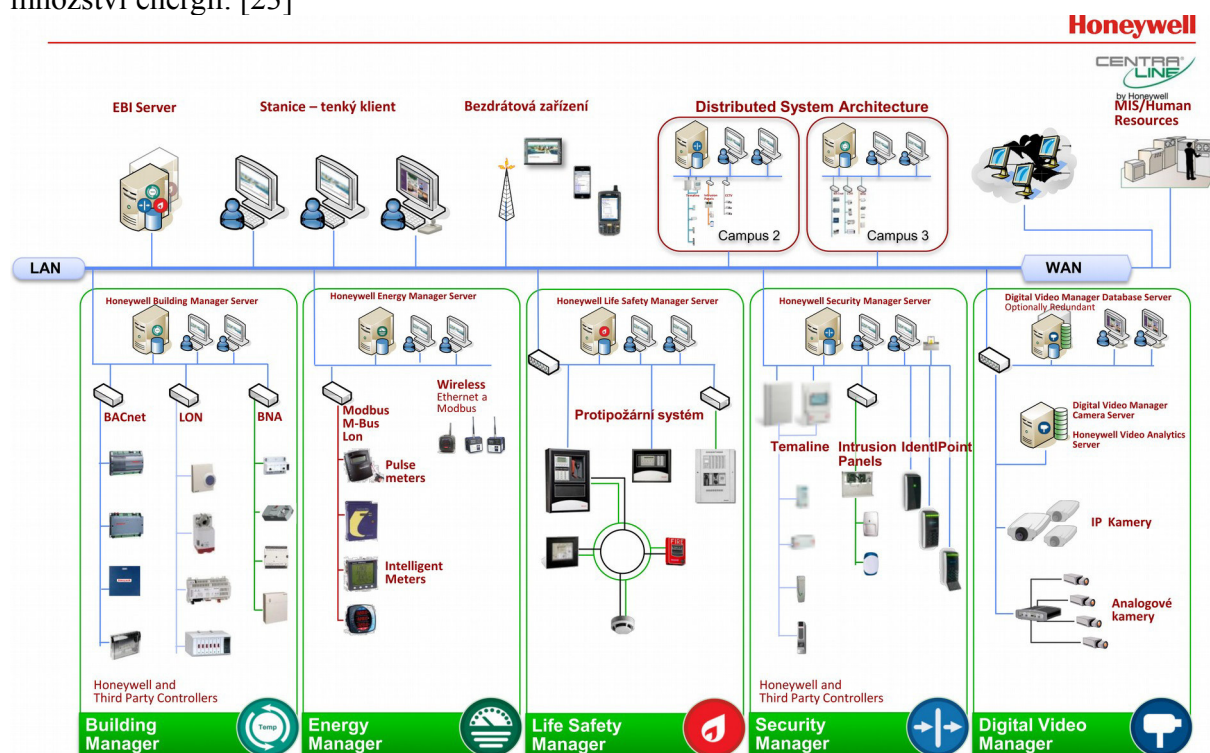 množství energií. [25]
Honeywell
CENTRA
LINE
by Honeywell
EBI Server
Stanice – tenký klient
Bezdrátová zařízení
Distributed System Architecture
MIS/Human
Resources
Campus 2
Campus 3
LAN
WAN
Honeywell Building Manager Server
Honeywell Energy Manager Server
Honeywell Life Safety Manager Server
Honeywell Security Manager Server
Digital Video Manager Database Server
Optionally Redundant
BACnet
LON
BNA
Modbus
M-Bus
Lon
Wireless
Ethernet a
Modbus
Pulse
meters
Intelligent
Meters
Protipožární systém
Temaline
Intrusion
Panels
IdentIPoint
Digital Video Manager
Camera Server
Honeywell Video Analytics
Server
IP Kamery
Analogové
kamery
Honeywell and
Third Party Controllers
Honeywell and
Third Party Controllers
Building
Manager
Temp
Energy
Manager
Life Safety
Manager
Security
Manager
Digital Video
Manager